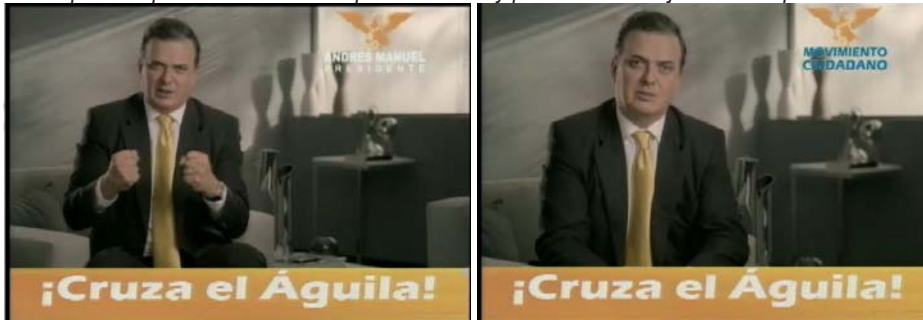 ANDRES MANUEL
PRESIDENTE
¡Cruza el Águila!
MOVIMIENTO
CIUDADANO
¡Cruza el Águila!